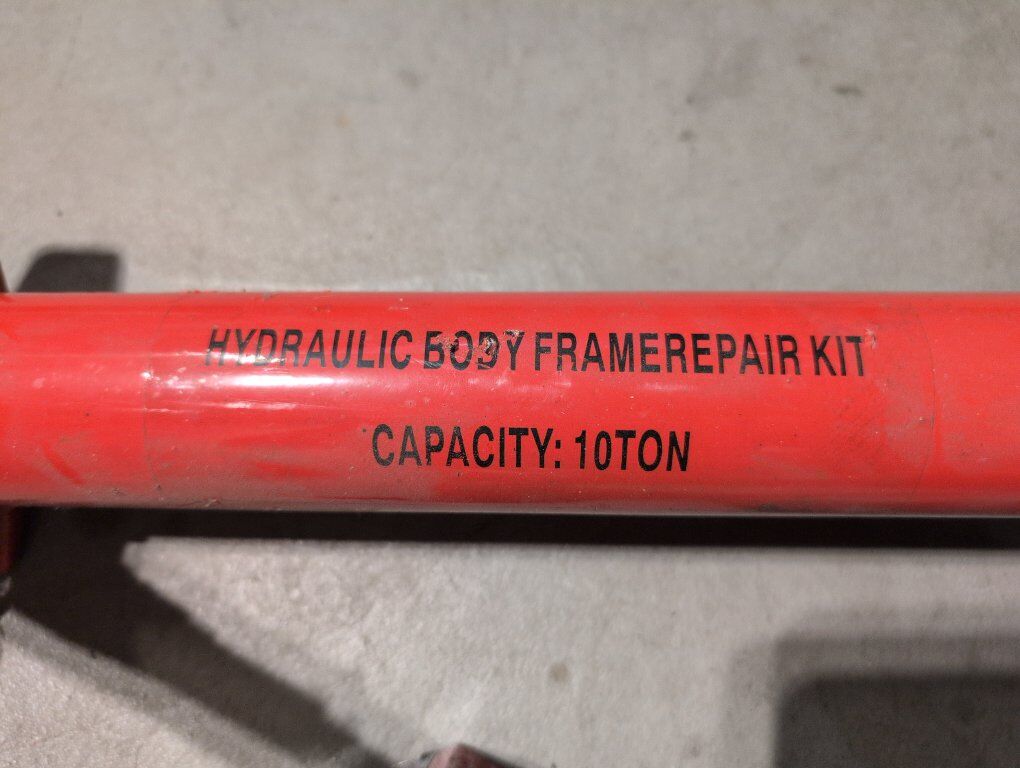 HYDRAULIC BODY FRAMEREPAIR KIT
CAPACITY: 10TON